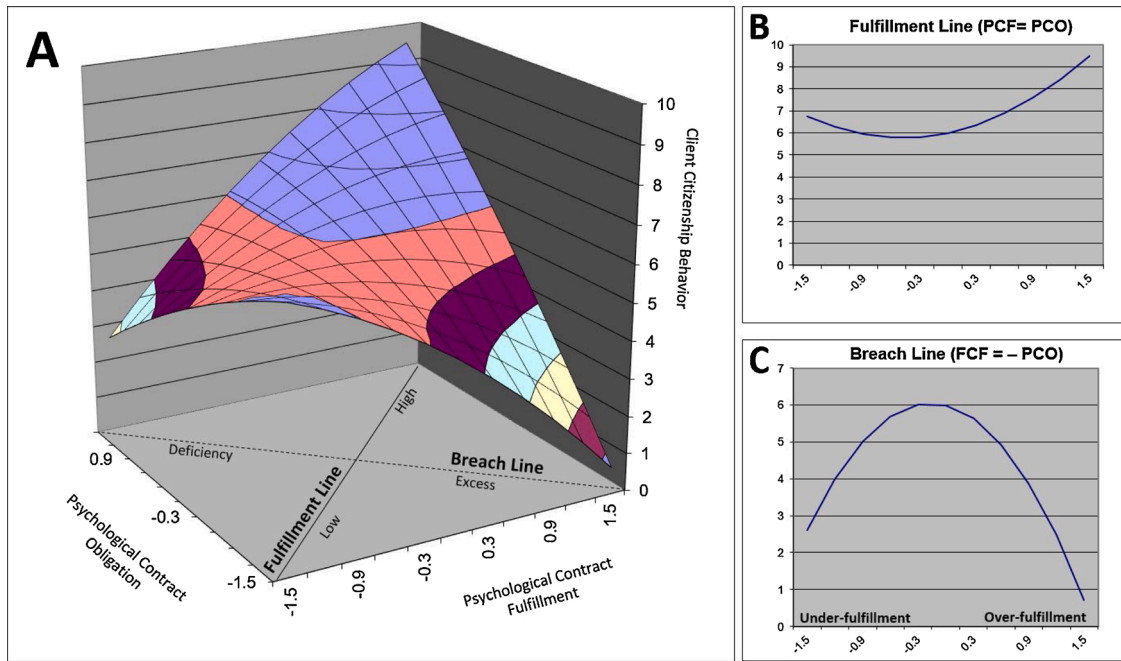 A
10
9
8
7
6
5
4
3
2
1
0
Client Citizenship Behavior
Deficiency
High
Breach Line
Excess
Fulfillment Line
Low
0.9
-0.3
-1.5
Psychological Contract
Obligation
-1.5
-0.9
-0.3
0.3
0.9
1.5
Psychological Contract
Fulfillment
B
Fulfillment Line (PCF= PCO)
10
9
8
7
6
5
4
3
2
1
0
-1.5
-0.9
-0.3
0.3
0.9
1.5
C
Breach Line (FCF = – PCO)
7
6
5
4
3
2
1
0
Under-fulfillment
Over-fulfillment
-1.5
-0.9
-0.3
0.3
0.9
1.5